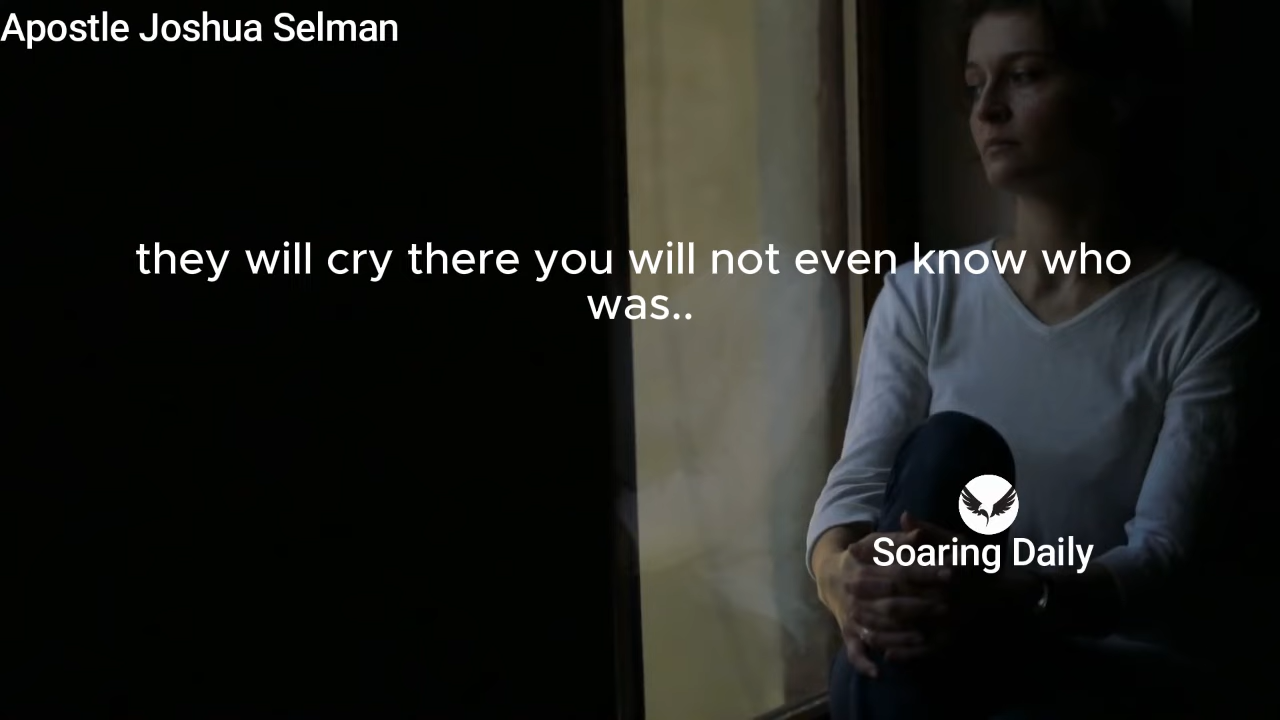 Apostle Joshua Selman
they will cry there you will not even know who
was..
Soaring Daily